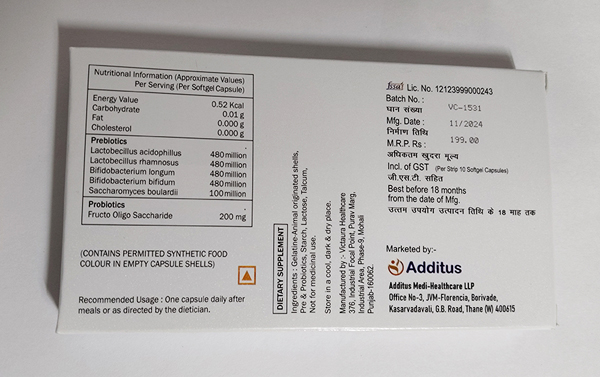 Nutritional Information (Approximate Values)
Per Serving (Per Softgel Capsule)
Energy Value 0.52 Kcal
Carbohydrate 0.01 g
Fat 0.000 g
Cholesterol 0.000 g
Prebiotics
Lactobecillus acidophillus 480 million
Lactobecillus rhamnosus 480 million
Bifidobacterium longum 480 million
Bifidobacterium bifidum 480 million
Saccharomyces boulardii 100 million
Probiotics
Fructo Oligo Saccharide 200 mg
(CONTAINS PERMITTED SYNTHETIC FOOD
COLOUR IN EMPTY CAPSULE SHELLS)
Recommended Usage : One capsule daily after
meals or as directed by the dietician.
DIETARY SUPPLEMENT
Ingredients : Gelatine-Animal originated shells,
Pre & Probiotics, Starch, Lactose, Talcum,
Not for medicinal use.
Store in a cool, dark & dry place.
Manufactured by :- Victaura Healthcare
376, Industrial Focal Point, Purav Marg,
Industrial Area, Phase-9, Mohali
Punjab-160062.
fssai Lic. No. 12123999000243
Batch No. :
घान संख्या VC-1531
Mfg. Date : 11/2024
निर्माण तिथि
M.R.P. Rs : 199.00
अधिकतम खुदरा मूल्य
Incl. of GST (Per Strip 10 Softgel Capsules)
जी.एस.टी. सहित
Best before 18 months
from the date of Mfg.
उत्तम उपयोग उत्पादन तिथि के 18 माह तक
Marketed by:-
Additus
Additus Medi-Healthcare LLP
Office No-3, JVM-Florencia, Borivade,
Kasarvadavali, G.B. Road, Thane (W) 400615